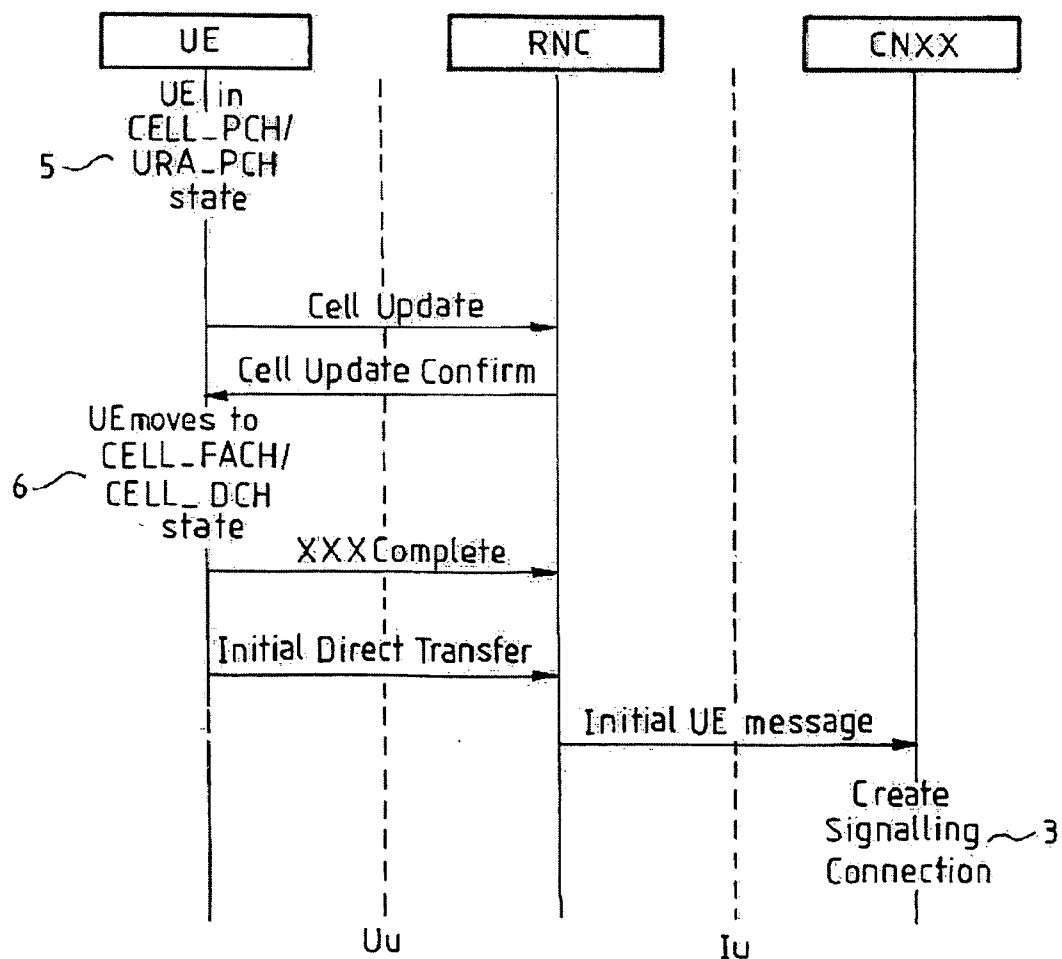 UE
RNC
CNXX
UE in
CELL_PCH/
URA_PCH
state
5
Cell Update
Cell Update Confirm
UE moves to
CELL_FACH/
CELL_DCH
state
6
XXX Complete
Initial Direct Transfer
Initial UE message
Create
Signalling
Connection
3
Uu
Iu